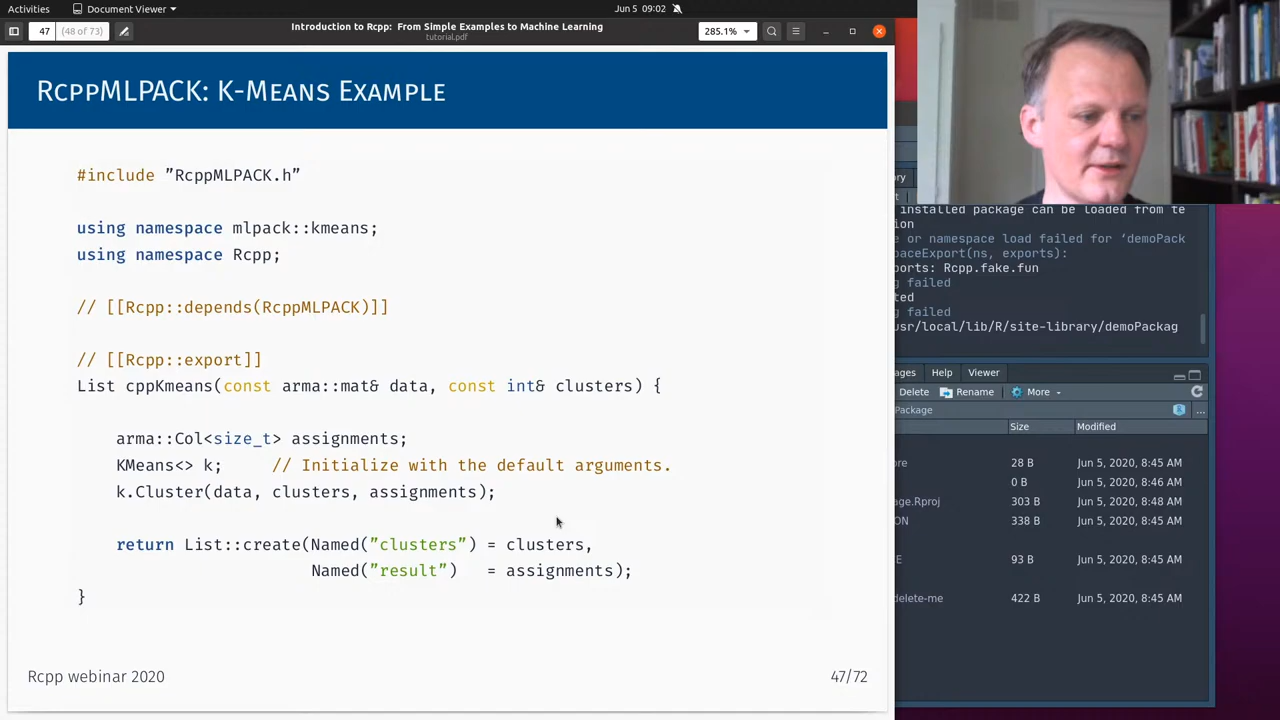 Activities
Document Viewer
Jun 5 09:02
47
(48 of 73)
Introduction to Rcpp: From Simple Examples to Machine Learning
tutorial.pdf
285.1%
RcppMLPACK: K-Means Example
#include ”RcppMLPACK.h”
using namespace mlpack::kmeans;
using namespace Rcpp;
// [[Rcpp::depends(RcppMLPACK)]]
// [[Rcpp::export]]
List cppKmeans(const arma::mat& data, const int& clusters) {
arma::Col<size_t> assignments;
KMeans<> k; // Initialize with the default arguments.
k.Cluster(data, clusters, assignments);
return List::create(Named(”clusters”) = clusters,
Named(”result”) = assignments);
}
Rcpp webinar 2020
47/72
installed package can be loaded from te
ion
e or namespace load failed for ‘demoPack
paceExport(ns, exports):
ports: Rcpp.fake.fun
g failed
ted
g failed
usr/local/lib/R/site-library/demoPackag
ages
Help
Viewer
Delete
Rename
More
Package
...
Size
Modified
ore
28 B
Jun 5, 2020, 8:45 AM
0 B
Jun 5, 2020, 8:46 AM
age.Rproj
303 B
Jun 5, 2020, 8:48 AM
ON
338 B
Jun 5, 2020, 8:45 AM
E
93 B
Jun 5, 2020, 8:45 AM
delete-me
422 B
Jun 5, 2020, 8:45 AM